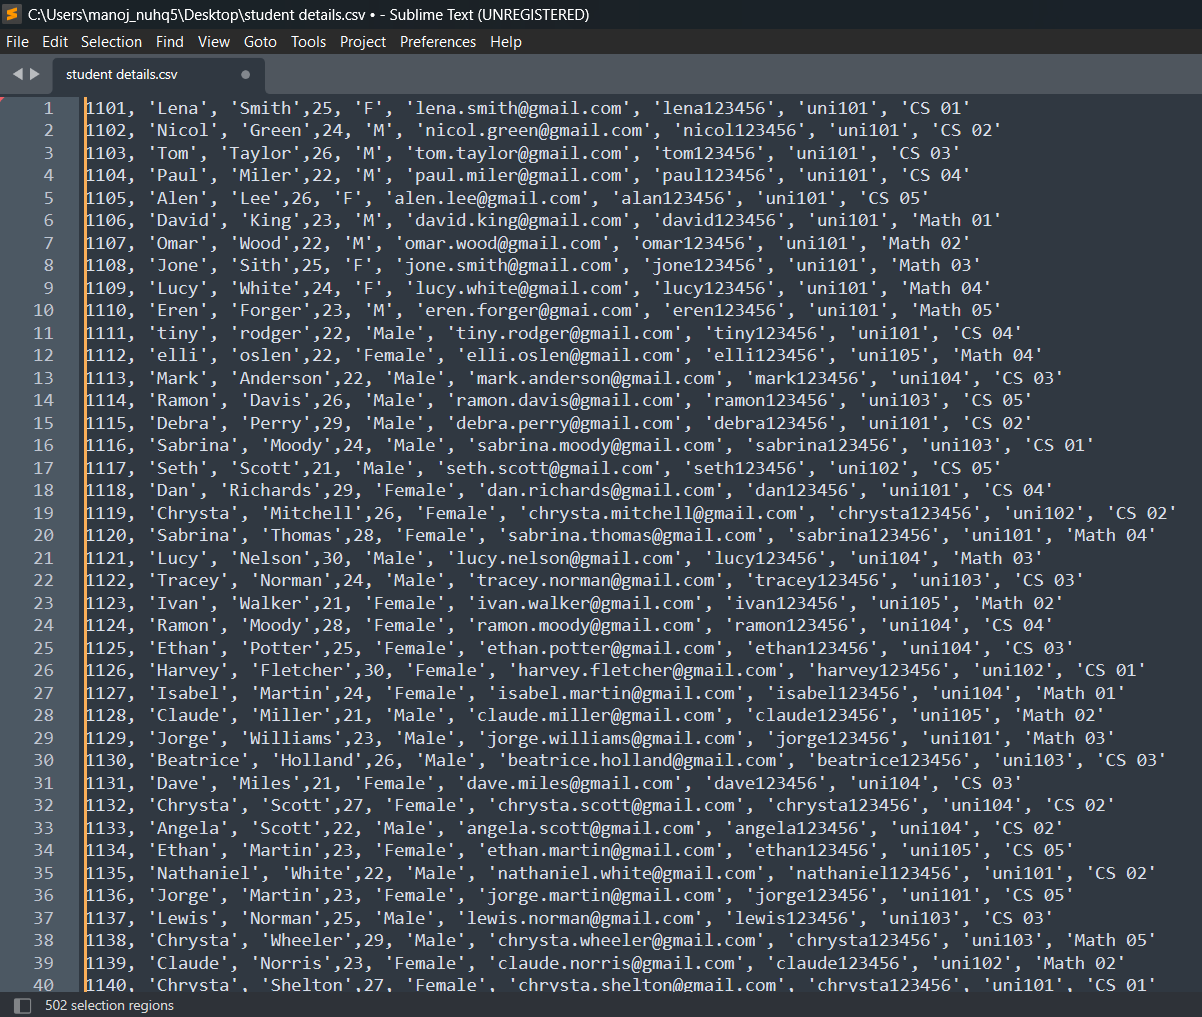 C:\Users\manoj_nuhq5\Desktop\student details.csv • - Sublime Text (UNREGISTERED)
File Edit Selection Find View Goto Tools Project Preferences Help
student details.csv
1 1101, 'Lena', 'Smith',25, 'F', 'lena.smith@gmail.com', 'lena123456', 'uni101', 'CS 01'
2 1102, 'Nicol', 'Green',24, 'M', 'nicol.green@gmail.com', 'nicol123456', 'uni101', 'CS 02'
3 1103, 'Tom', 'Taylor',26, 'M', 'tom.taylor@gmail.com', 'tom123456', 'uni101', 'CS 03'
4 1104, 'Paul', 'Miler',22, 'M', 'paul.miler@gmail.com', 'paul123456', 'uni101', 'CS 04'
5 1105, 'Alen', 'Lee',26, 'F', 'alen.lee@gmail.com', 'alan123456', 'uni101', 'CS 05'
6 1106, 'David', 'King',23, 'M', 'david.king@gmail.com', 'david123456', 'uni101', 'Math 01'
7 1107, 'Omar', 'Wood',22, 'M', 'omar.wood@gmail.com', 'omar123456', 'uni101', 'Math 02'
8 1108, 'Jone', 'Sith',25, 'F', 'jone.smith@gmail.com', 'jone123456', 'uni101', 'Math 03'
9 1109, 'Lucy', 'White',24, 'F', 'lucy.white@gmail.com', 'lucy123456', 'uni101', 'Math 04'
10 1110, 'Eren', 'Forger',23, 'M', 'eren.forger@gmai.com', 'eren123456', 'uni101', 'Math 05'
11 1111, 'tiny', 'rodger',22, 'Male', 'tiny.rodger@gmail.com', 'tiny123456', 'uni101', 'CS 04'
12 1112, 'elli', 'oslen',22, 'Female', 'elli.oslen@gmail.com', 'elli123456', 'uni105', 'Math 04'
13 1113, 'Mark', 'Anderson',22, 'Male', 'mark.anderson@gmail.com', 'mark123456', 'uni104', 'CS 03'
14 1114, 'Ramon', 'Davis',26, 'Male', 'ramon.davis@gmail.com', 'ramon123456', 'uni103', 'CS 05'
15 1115, 'Debra', 'Perry',29, 'Male', 'debra.perry@gmail.com', 'debra123456', 'uni101', 'CS 02'
16 1116, 'Sabrina', 'Moody',24, 'Male', 'sabrina.moody@gmail.com', 'sabrina123456', 'uni103', 'CS 01'
17 1117, 'Seth', 'Scott',21, 'Male', 'seth.scott@gmail.com', 'seth123456', 'uni102', 'CS 05'
18 1118, 'Dan', 'Richards',29, 'Female', 'dan.richards@gmail.com', 'dan123456', 'uni101', 'CS 04'
19 1119, 'Chrysta', 'Mitchell',26, 'Female', 'chrysta.mitchell@gmail.com', 'chrysta123456', 'uni102', 'CS 02'
20 1120, 'Sabrina', 'Thomas',28, 'Female', 'sabrina.thomas@gmail.com', 'sabrina123456', 'uni101', 'Math 04'
21 1121, 'Lucy', 'Nelson',30, 'Male', 'lucy.nelson@gmail.com', 'lucy123456', 'uni104', 'Math 03'
22 1122, 'Tracey', 'Norman',24, 'Male', 'tracey.norman@gmail.com', 'tracey123456', 'uni103', 'CS 03'
23 1123, 'Ivan', 'Walker',21, 'Female', 'ivan.walker@gmail.com', 'ivan123456', 'uni105', 'Math 02'
24 1124, 'Ramon', 'Moody',28, 'Female', 'ramon.moody@gmail.com', 'ramon123456', 'uni104', 'CS 04'
25 1125, 'Ethan', 'Potter',25, 'Female', 'ethan.potter@gmail.com', 'ethan123456', 'uni104', 'CS 03'
26 1126, 'Harvey', 'Fletcher',30, 'Female', 'harvey.fletcher@gmail.com', 'harvey123456', 'uni102', 'CS 01'
27 1127, 'Isabel', 'Martin',24, 'Female', 'isabel.martin@gmail.com', 'isabel123456', 'uni104', 'Math 01'
28 1128, 'Claude', 'Miller',21, 'Male', 'claude.miller@gmail.com', 'claude123456', 'uni105', 'Math 02'
29 1129, 'Jorge', 'Williams',23, 'Male', 'jorge.williams@gmail.com', 'jorge123456', 'uni101', 'Math 03'
30 1130, 'Beatrice', 'Holland',26, 'Male', 'beatrice.holland@gmail.com', 'beatrice123456', 'uni103', 'CS 03'
31 1131, 'Dave', 'Miles',21, 'Female', 'dave.miles@gmail.com', 'dave123456', 'uni104', 'CS 03'
32 1132, 'Chrysta', 'Scott',27, 'Female', 'chrysta.scott@gmail.com', 'chrysta123456', 'uni104', 'CS 02'
33 1133, 'Angela', 'Scott',22, 'Male', 'angela.scott@gmail.com', 'angela123456', 'uni104', 'CS 02'
34 1134, 'Ethan', 'Martin',23, 'Female', 'ethan.martin@gmail.com', 'ethan123456', 'uni105', 'CS 05'
35 1135, 'Nathaniel', 'White',22, 'Male', 'nathaniel.white@gmail.com', 'nathaniel123456', 'uni101', 'CS 02'
36 1136, 'Jorge', 'Martin',23, 'Female', 'jorge.martin@gmail.com', 'jorge123456', 'uni101', 'CS 05'
37 1137, 'Lewis', 'Norman',25, 'Male', 'lewis.norman@gmail.com', 'lewis123456', 'uni103', 'CS 03'
38 1138, 'Chrysta', 'Wheeler',29, 'Male', 'chrysta.wheeler@gmail.com', 'chrysta123456', 'uni103', 'Math 05'
39 1139, 'Claude', 'Norris',23, 'Female', 'claude.norris@gmail.com', 'claude123456', 'uni102', 'Math 02'
40 1140, 'Chrysta', 'Shelton',27, 'Female', 'chrysta.shelton@gmail.com', 'chrysta123456', 'uni101', 'CS 01'
502 selection regions